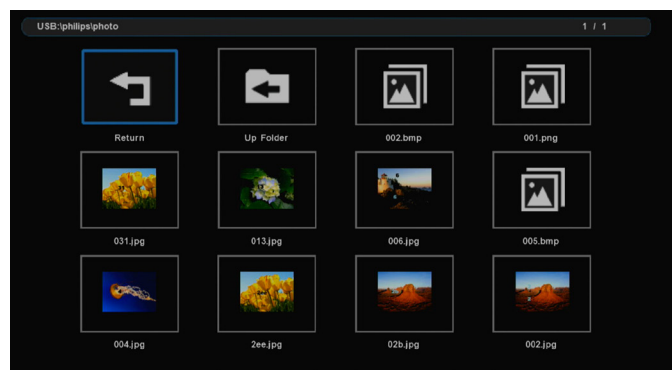 USB:\philips\photo 1 / 1
Return Up Folder 002.bmp 001.png
031.jpg 013.jpg 006.jpg 005.bmp
004.jpg 2ee.jpg 02b.jpg 002.jpg